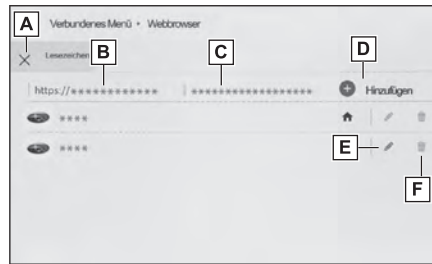 A
Verbundenes Menü • Webbrowser
Lesezeichen
B
C
D
https://************ | *****************
Hinzufügen
****
****
E
F